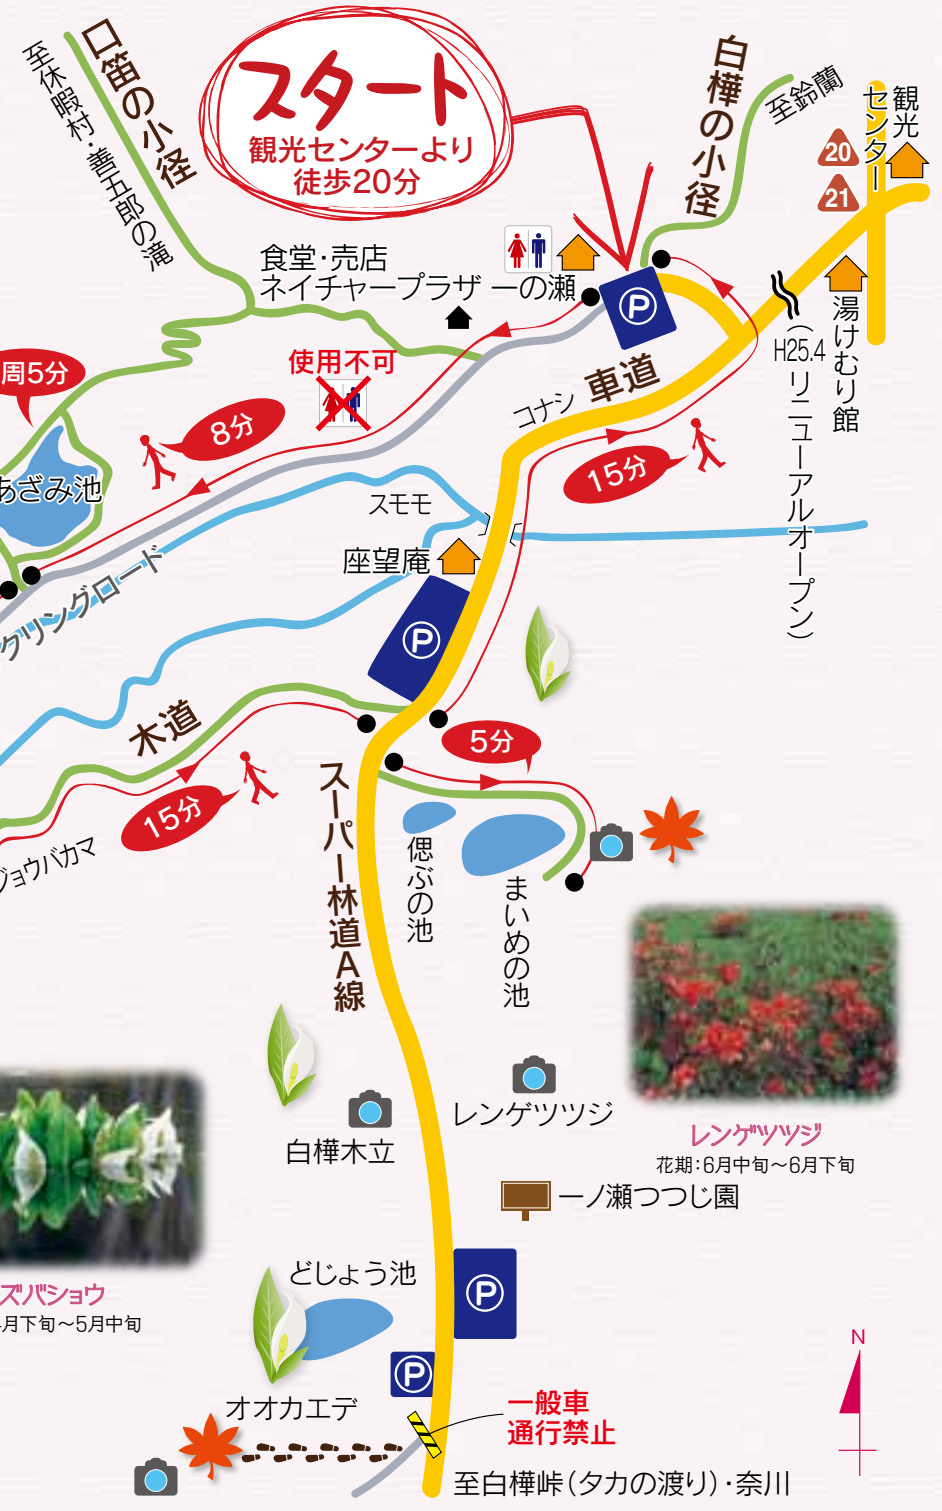 口笛の小径
至休暇村・善五郎の滝
スタート
観光センターより
徒歩20分
白樺の小径
至鈴蘭
観光
センター
20
21
食堂・売店
ネイチャープラザ 一の瀬
P
湯けむり館
(H25.4 リニューアルオープン)
周5分
使用不可
8分
車道
コナシ
15分
あざみ池
スモモ
座望庵
クリングロード
P
木道
5分
15分
スーパー林道A線
偲ぶの池
まいめの池
ジョウバカマ
レンゲツツジ
白樺木立
レンゲツツジ
花期:6月中旬〜6月下旬
一ノ瀬つつじ園
ズバショウ
月下旬〜5月中旬
どじょう池
P
P
オオカエデ
一般車
通行禁止
N
至白樺峠(タカの渡り)・奈川